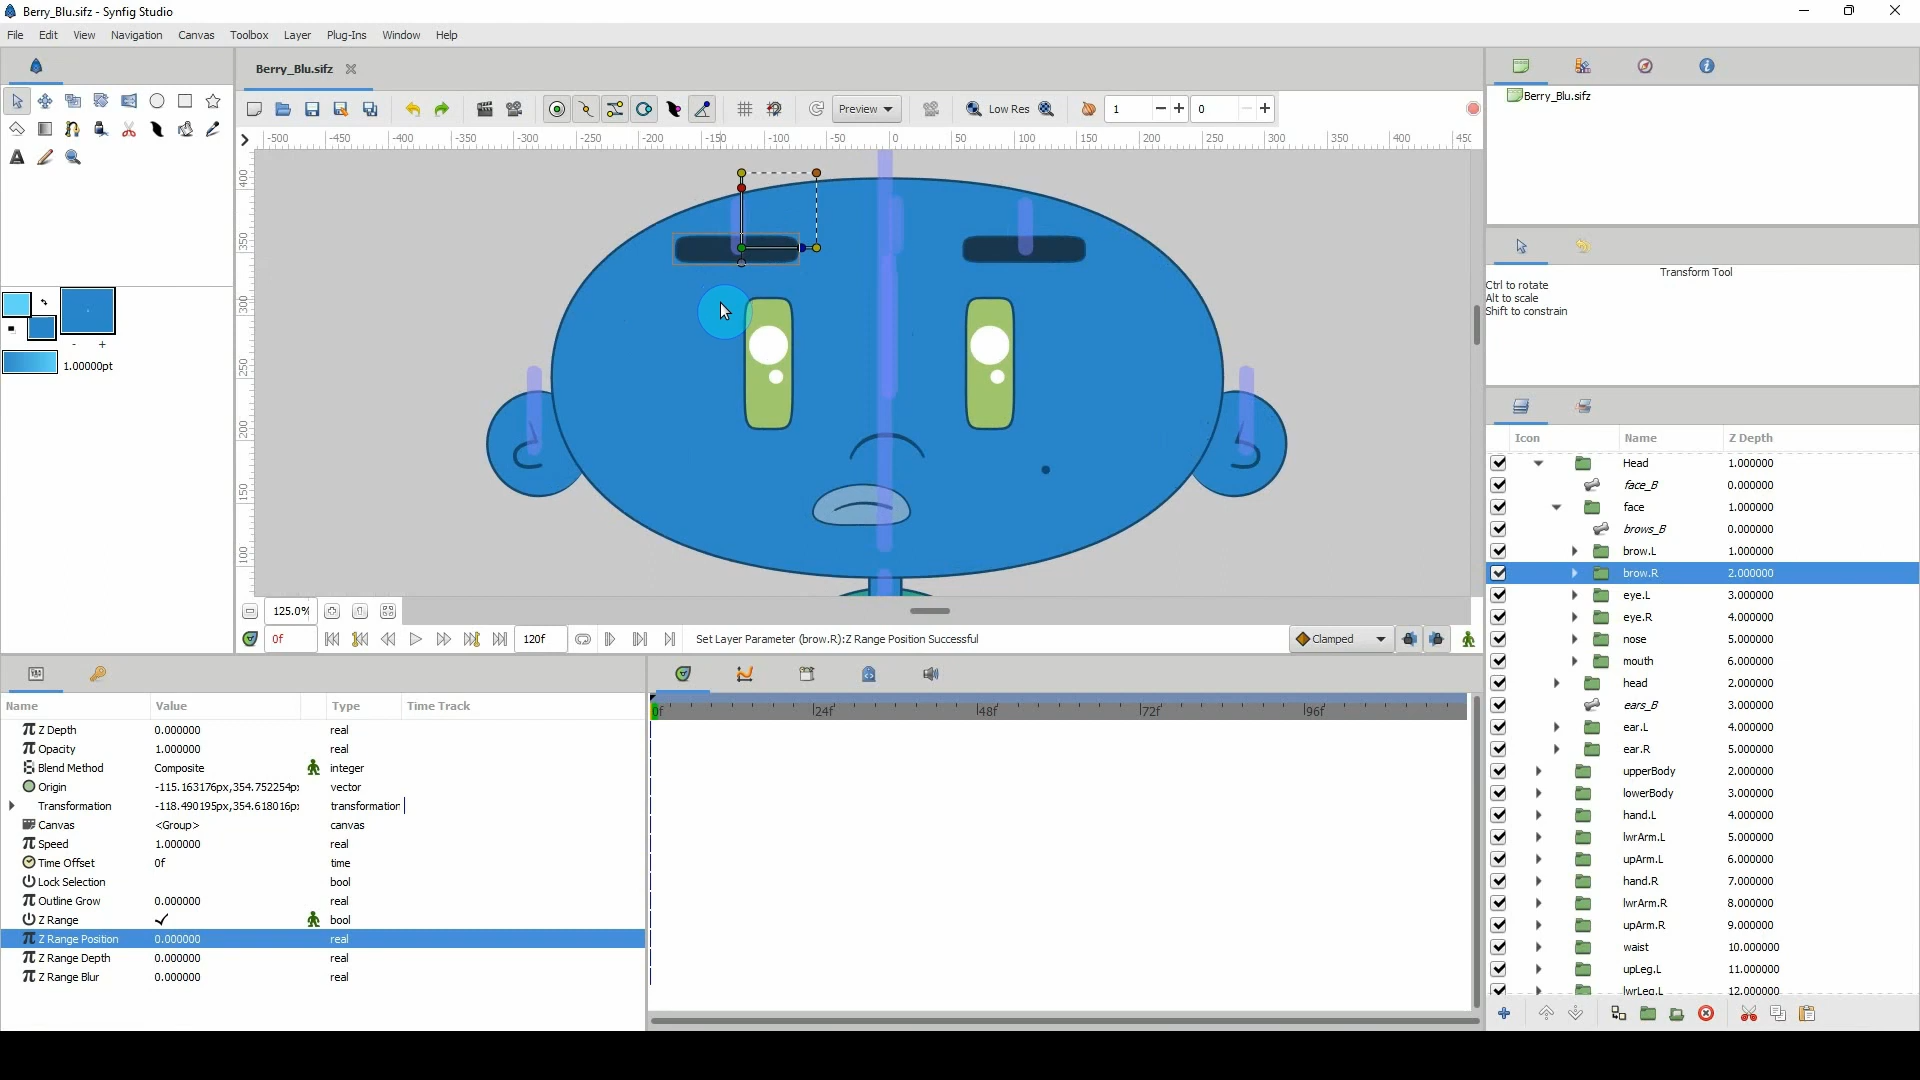 Berry_Blu.sifz - Synfig Studio
File Edit View Navigation Canvas Toolbox Layer Plug-Ins Window Help
Berry_Blu.sifz
Preview Low Res 1 0
-500 -450 -400 -350 -300 -250 -200 -150 -100 -50 0 50 100 150 200 250 300 350 400 450
400
350
300
250
200
150
100
1.00000pt
125.0%
0f 120f Set Layer Parameter (brow.R):Z Range Position Successful Clamped
Name Value Type Time Track
Z Depth 0.000000 real
Opacity 1.000000 real
Blend Method Composite integer
Origin -115.163176px,354.752254px vector
Transformation -118.490195px,354.618016px transformation
Canvas <Group> canvas
Speed 1.000000 real
Time Offset 0f time
Lock Selection bool
Outline Grow 0.000000 real
Z Range bool
Z Range Position 0.000000 real
Z Range Depth 0.000000 real
Z Range Blur 0.000000 real
0f 24f 48f 72f 96f
Berry_Blu.sifz
Transform Tool
Ctrl to rotate
Alt to scale
Shift to constrain
Icon Name Z Depth
Head 1.000000
face_B 0.000000
face 1.000000
brows_B 0.000000
brow.L 1.000000
brow.R 2.000000
eye.L 3.000000
eye.R 4.000000
nose 5.000000
mouth 6.000000
head 2.000000
ears_B 3.000000
ear.L 4.000000
ear.R 5.000000
upperBody 2.000000
lowerBody 3.000000
hand.L 4.000000
lwrArm.L 5.000000
upArm.L 6.000000
hand.R 7.000000
lwrArm.R 8.000000
upArm.R 9.000000
waist 10.000000
upLeg.L 11.000000
lwrLeg.L 12.000000